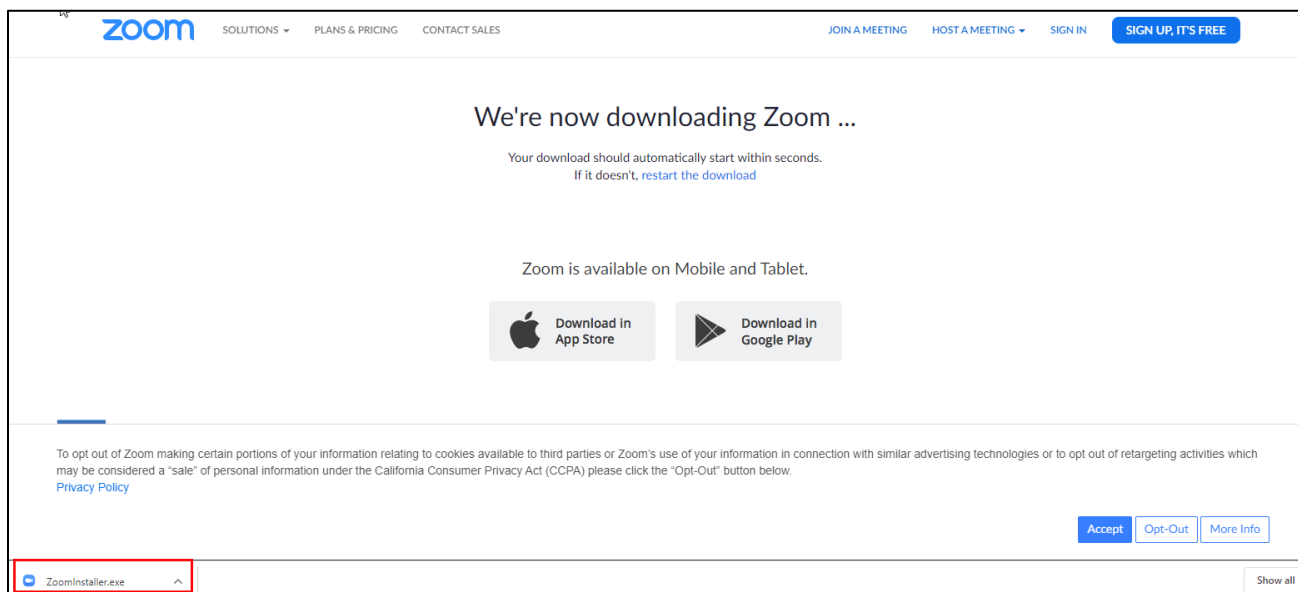 zoom SOLUTIONS PLANS & PRICING CONTACT SALES JOIN A MEETING HOST A MEETING SIGN IN SIGN UP, IT'S FREE
We're now downloading Zoom ...
Your download should automatically start within seconds.
If it doesn't, restart the download
Zoom is available on Mobile and Tablet.
Download in
App Store
Download in
Google Play
To opt out of Zoom making certain portions of your information relating to cookies available to third parties or Zoom's use of your information in connection with similar advertising technologies or to opt out of retargeting activities which
may be considered a “sale” of personal information under the California Consumer Privacy Act (CCPA) please click the “Opt-Out” button below.
Privacy Policy
Accept Opt-Out More Info
ZoomInstaller.exe Show all